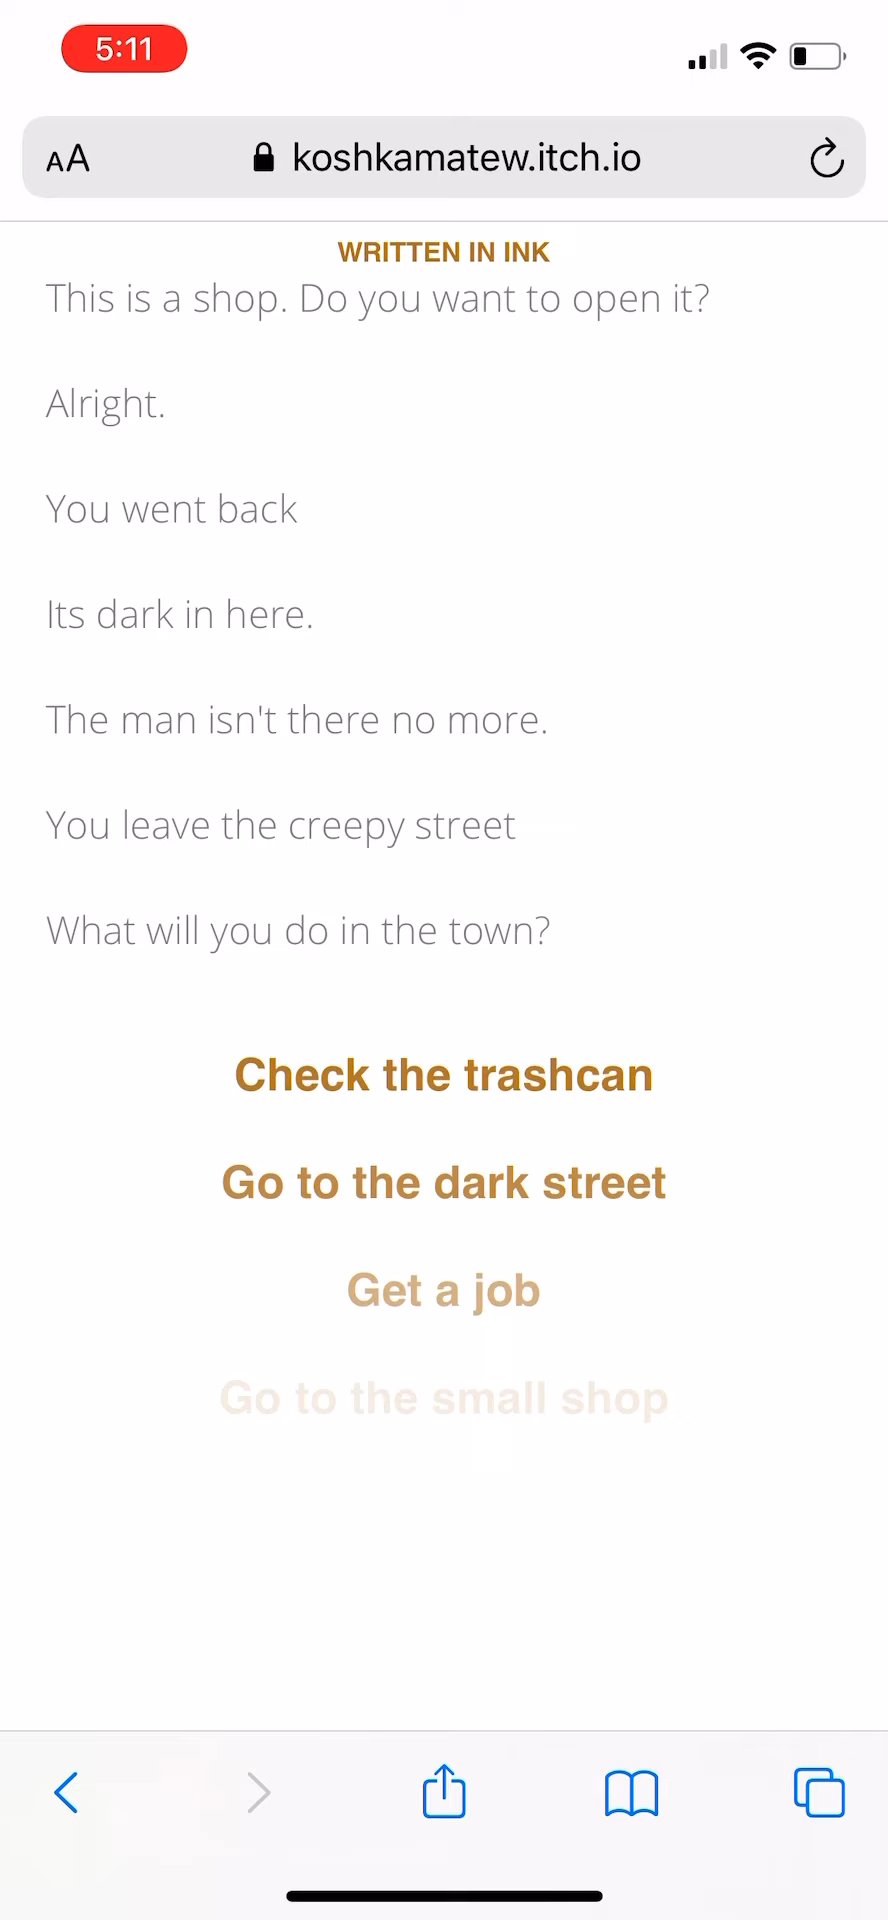 5:11
AA koshkamatew.itch.io
WRITTEN IN INK
This is a shop. Do you want to open it?
Alright.
You went back
Its dark in here.
The man isn't there no more.
You leave the creepy street
What will you do in the town?
Check the trashcan
Go to the dark street
Get a job
Go to the small shop